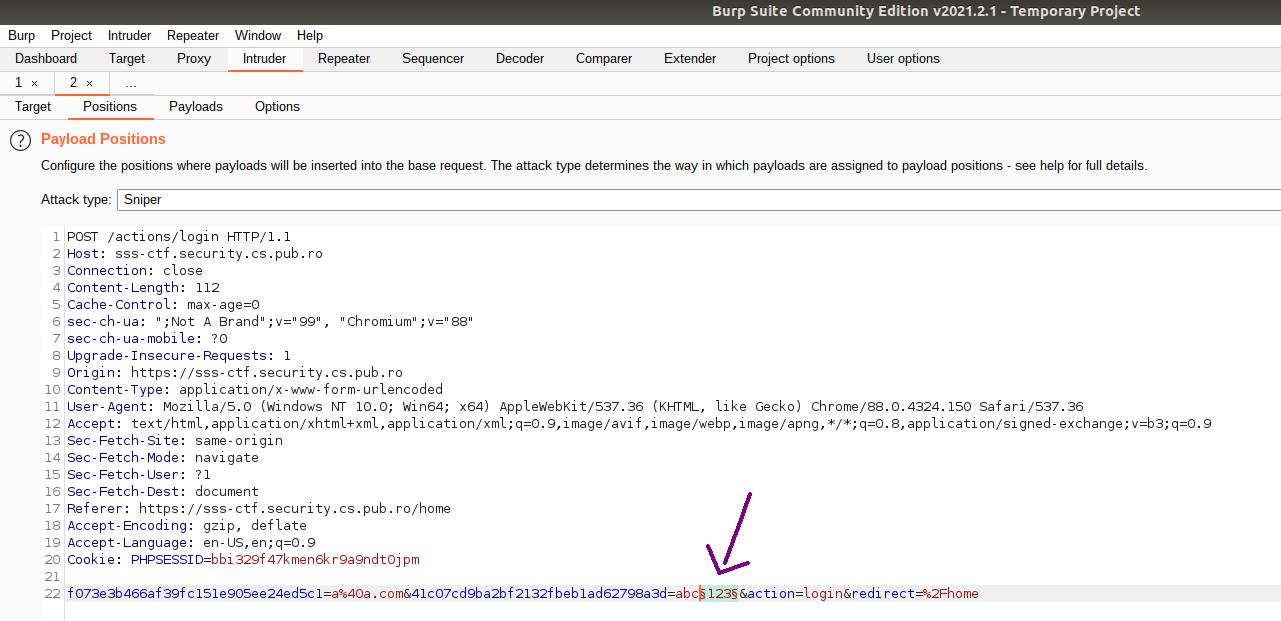 Burp Suite Community Edition v2021.2.1 - Temporary Project
Burp Project Intruder Repeater Window Help
Dashboard Target Proxy Intruder Repeater Sequencer Decoder Comparer Extender Project options User options
1 × 2 × ...
Target Positions Payloads Options
? Payload Positions
Configure the positions where payloads will be inserted into the base request. The attack type determines the way in which payloads are assigned to payload positions - see help for full details.
Attack type: Sniper
1 POST /actions/login HTTP/1.1
2 Host: sss-ctf.security.cs.pub.ro
3 Connection: close
4 Content-Length: 112
5 Cache-Control: max-age=0
6 sec-ch-ua: ";Not A Brand";v="99", "Chromium";v="88"
7 sec-ch-ua-mobile: ?0
8 Upgrade-Insecure-Requests: 1
9 Origin: https://sss-ctf.security.cs.pub.ro
10 Content-Type: application/x-www-form-urlencoded
11 User-Agent: Mozilla/5.0 (Windows NT 10.0; Win64; x64) AppleWebKit/537.36 (KHTML, like Gecko) Chrome/88.0.4324.150 Safari/537.36
12 Accept: text/html,application/xhtml+xml,application/xml;q=0.9,image/avif,image/webp,image/apng,*/*;q=0.8,application/signed-exchange;v=b3;q=0.9
13 Sec-Fetch-Site: same-origin
14 Sec-Fetch-Mode: navigate
15 Sec-Fetch-User: ?1
16 Sec-Fetch-Dest: document
17 Referer: https://sss-ctf.security.cs.pub.ro/home
18 Accept-Encoding: gzip, deflate
19 Accept-Language: en-US,en;q=0.9
20 Cookie: PHPSESSID=bbi329f47kmen6kr9a9ndt0jpm
21
22 f073e3b466af39fc151e905ee24ed5c1=a%40a.com&41c07cd9ba2bf2132fbeb1ad62798a3d=abc§123§&action=login&redirect=%2Fhome